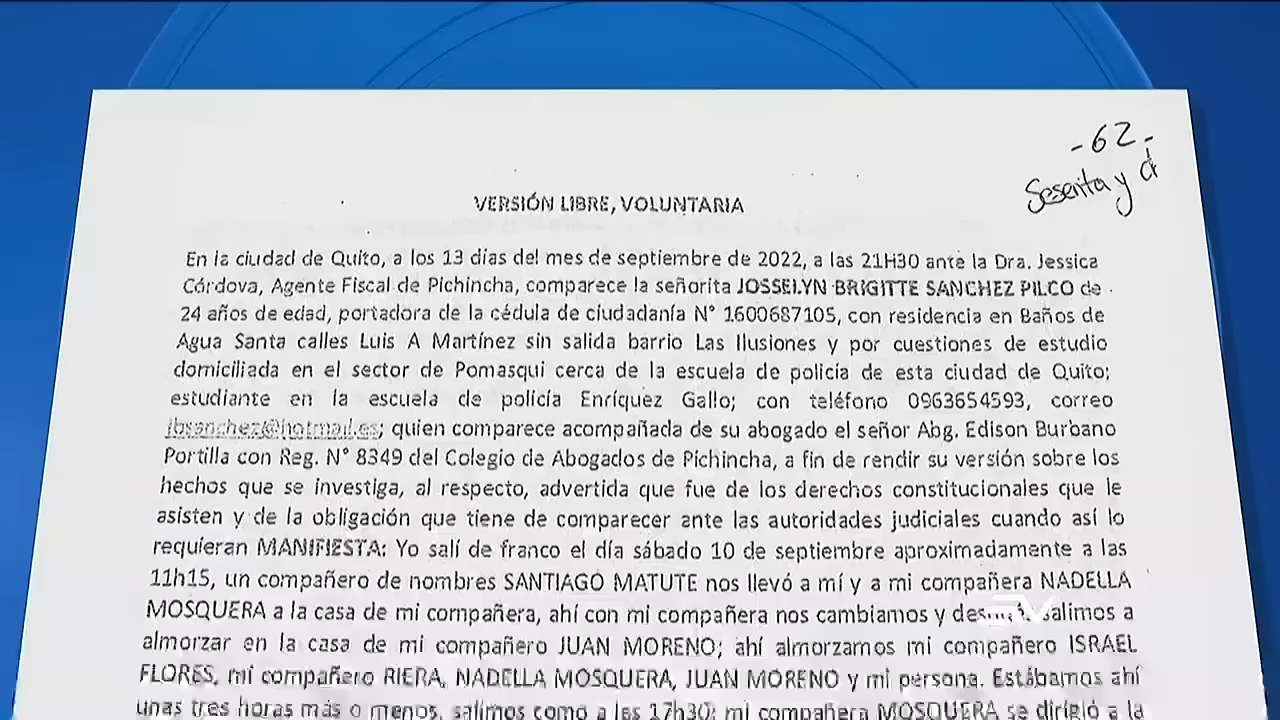 -62-
Sesenta y d
VERSIÓN LIBRE, VOLUNTARIA
En la ciudad de Quito, a los 13 días del mes de septiembre de 2022, a las 21H30 ante la Dra. Jessica
Córdova, Agente Fiscal de Pichincha, comparece la señorita JOSSELYN BRIGITTE SANCHEZ PILCO de
24 años de edad, portadora de la cédula de ciudadanía N° 1600687105, con residencia en Baños de
Agua Santa calles Luis A Martínez sin salida barrio Las Ilusiones y por cuestiones de estudio
domiciliada en el sector de Pomasqui cerca de la escuela de policía de esta ciudad de Quito;
estudiante en la escuela de policía Enríquez Gallo; con teléfono 0963654593, correo
quien comparece acompañada de su abogado el señor Abg. Edison Burbano
Portilla con Reg. N° 8349 del Colegio de Abogados de Pichincha, a fin de rendir su versión sobre los
hechos que se investiga, al respecto, advertida que fue de los derechos constitucionales que le
asisten y de la obligación que tiene de comparecer ante las autoridades judiciales cuando así lo
requieran MANIFIESTA: Yo salí de franco el día sábado 10 de septiembre aproximadamente a las
11h15, un compañero de nombres SANTIAGO MATUTE nos llevó a mí y a mi compañera NADELLA
MOSQUERA a la casa de mi compañera, ahí con mi compañera nos cambiamos y salimos a
almorzar en la casa de mi compañero JUAN MORENO; ahí almorzamos mi compañero ISRAEL
FLORES, mi compañero RIERA, NADELLA MOSQUERA, JUAN MORENO y mi persona. Estábamos ahí
unas tres horas más o menos, salimos como a las 17h30; mi compañera MOSQUERA se dirigió a la